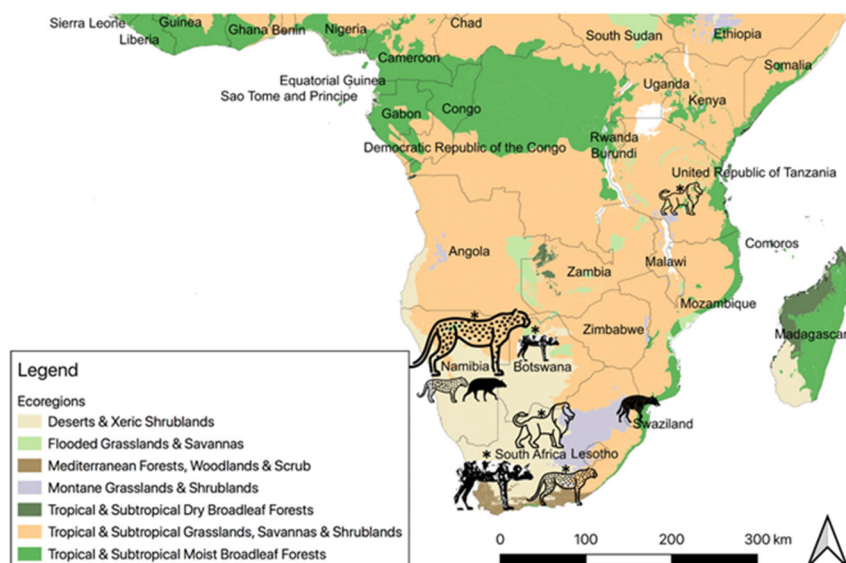 Sierra Leone
Guinea
Liberia
Ghana Benin
Nigeria
Chad
South Sudan
Ethiopia
Cameroon
Somalia
Equatorial Guinea
Uganda
Sao Tome and Principe
Kenya
Gabon
Congo
Rwanda
Democratic Republic of the Congo
Burundi
United Republic of Tanzania
*
Angola
Comoros
Malawi
Zambia
Mozambique
*
*
Zimbabwe
Madagascar
Namibia
Botswana
*
Swaziland
*
South Africa
Lesotho
*
Legend
Ecoregions
Deserts & Xeric Shrublands
Flooded Grasslands & Savannas
Mediterranean Forests, Woodlands & Scrub
Montane Grasslands & Shrublands
Tropical & Subtropical Dry Broadleaf Forests
Tropical & Subtropical Grasslands, Savannas & Shrublands
Tropical & Subtropical Moist Broadleaf Forests
0 100 200 300 km